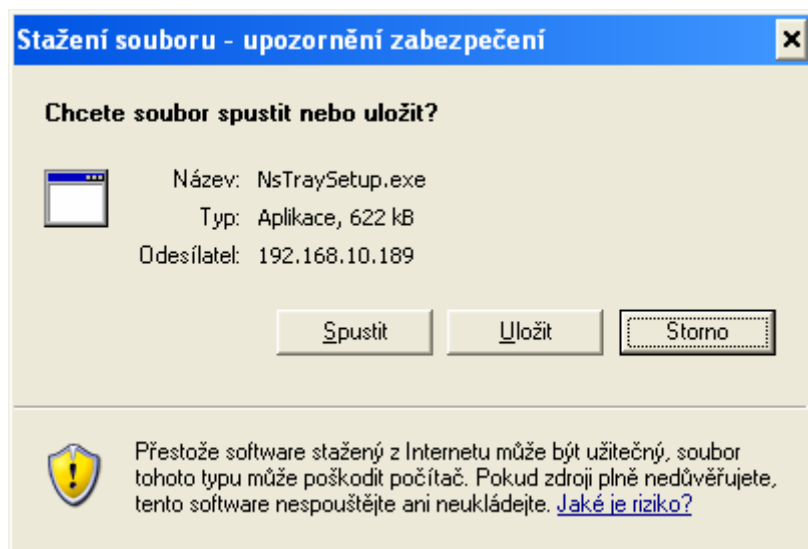 Stažení souboru - upozornění zabezpečení
Chcete soubor spustit nebo uložit?
Název: NsTraySetup.exe
Typ: Aplikace, 622 kB
Odesílatel: 192.168.10.189
Spustit Uložit Storno
Přestože software stažený z Internetu může být užitečný, soubor
tohoto typu může poškodit počítač. Pokud zdroji plně nedůvěřujete,
tento software nespouštějte ani neukládejte. Jaké je riziko?